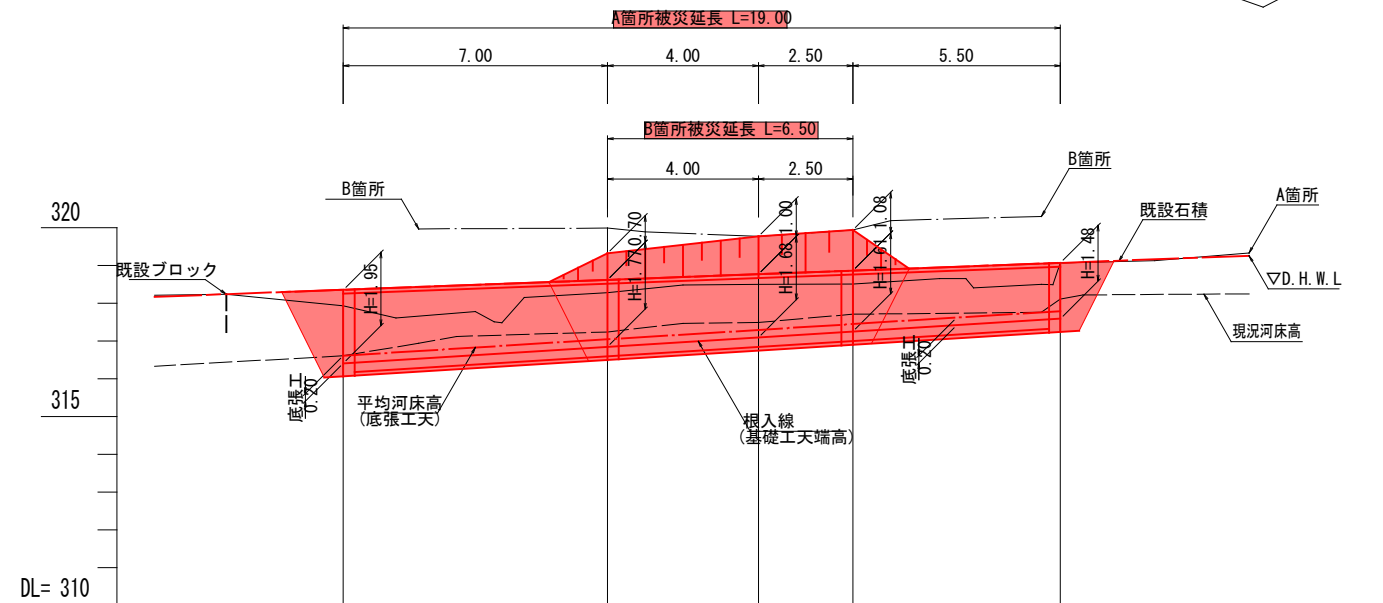 A箇所被災延長 L=19.00
7.00
4.00
2.50
5.50
B箇所被災延長 L=6.50
4.00
2.50
B箇所
B箇所
A箇所
既設石積
320
既設ブロック
H=1.95
0.70
H=1.77
1.00
H=1.68
1.08
H=1.61
H=1.48
▽D.H.W.L
現況河床高
底張工
0.20
平均河床高
(底張工天)
根入線
(基礎工天端高)
底張工
0.20
315
DL= 310